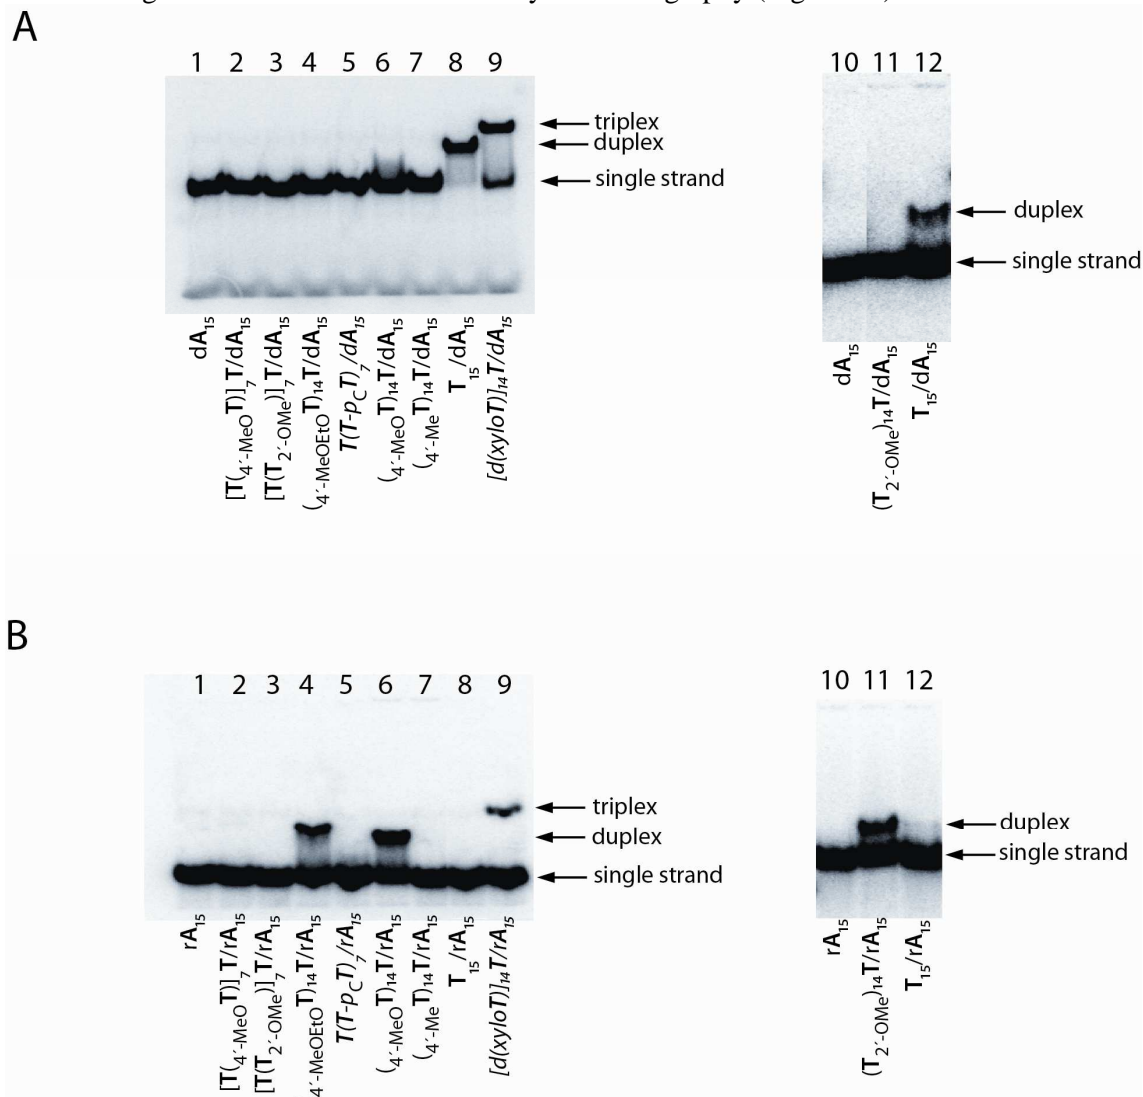 A
1 2 3 4 5 6 7 8 9
10 11 12
triplex
duplex
single strand
duplex
single strand
dA15
[T(4´-MeOT)]7T/dA15
[T(T2´-OMe)]7T/dA15
(4´-MeOEtOT)14T/dA15
T(T-pCT)7/dA15
(4´-MeOT)14T/dA15
(4´-MeT)14T/dA15
T15/dA15
[d(xyloT)]14T/dA15
dA15
(T2´-OMe)14T/dA15
T15/dA15
B
1 2 3 4 5 6 7 8 9
10 11 12
triplex
duplex
single strand
duplex
single strand
rA15
[T(4´-MeOT)]7T/rA15
[T(T2´-OMe)]7T/rA15
4´-MeOEtOT)14T/rA15
T(T-pCT)7/rA15
(4´-MeOT)14T/rA15
(4´-MeT)14T/rA15
T15/rA15
[d(xyloT)]14T/rA15
rA15
(T2´-OMe)14T/rA15
T15/rA15